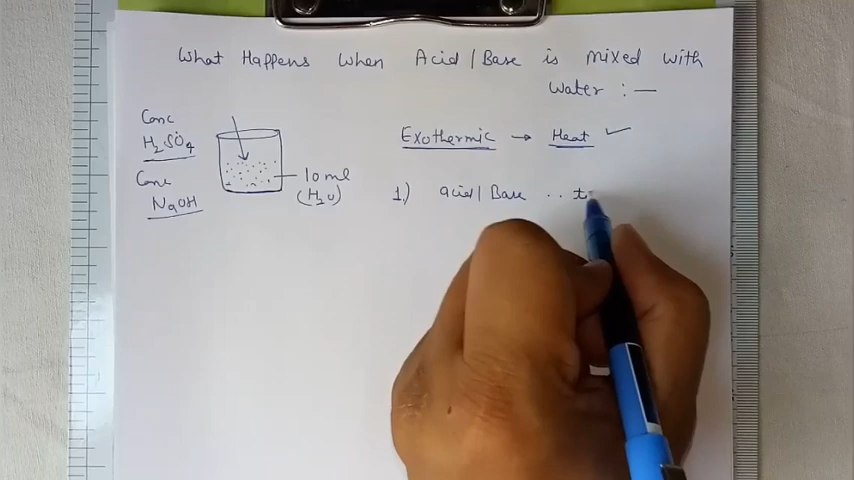 What Happens When Acid / Base is mixed with
Water : —
Conc
H₂SO₄
Conc
NaOH
10 ml
(H₂O)
Exothermic → Heat ✓
1.) acid / Base .. t